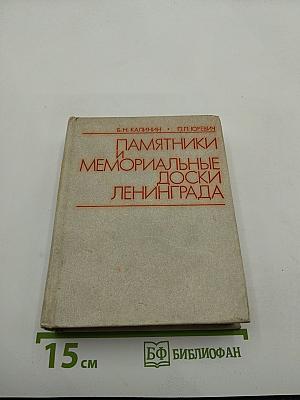 Б.Н. КАЛИНИН • П.П. ЮРЕВИЧ
ПАМЯТНИКИ
И
МЕМОРИАЛЬНЫЕ
ДОСКИ
ЛЕНИНГРАДА
15 СМ
БФ БИБЛИОФАН